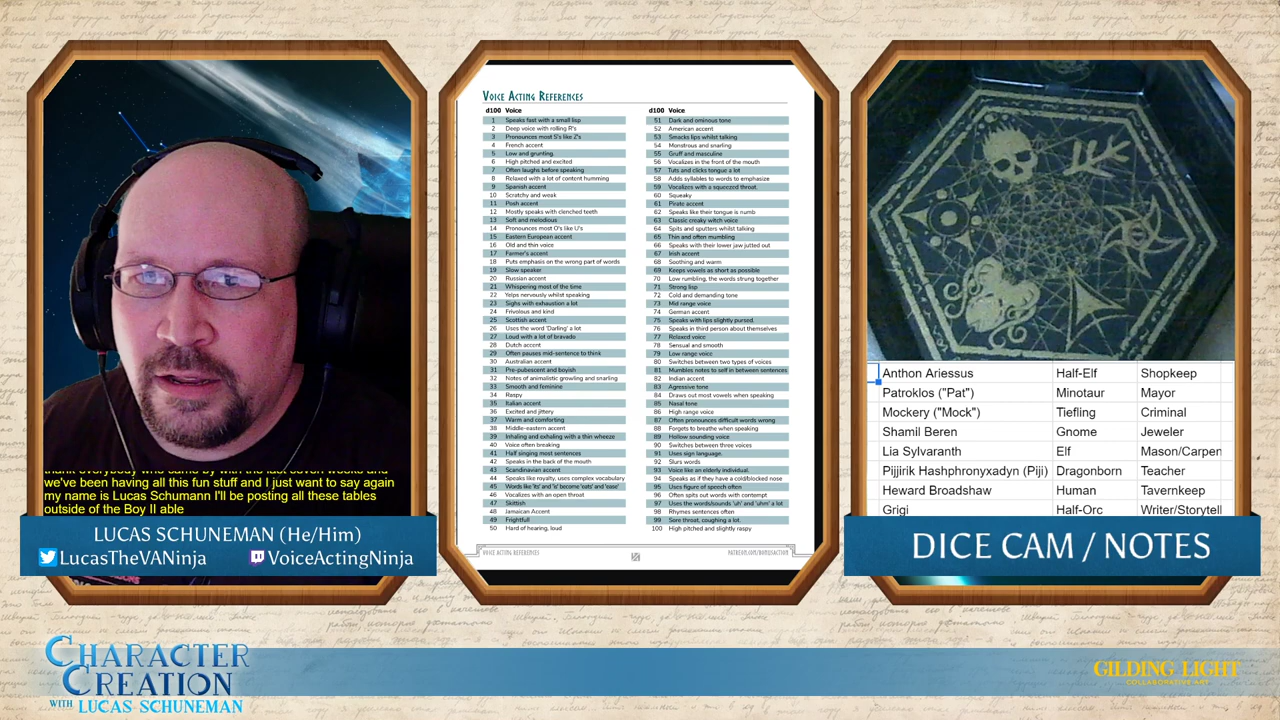 thank everybody who came by with the last seven weeks and
we've been having all this fun stuff and I just want to say again
my name is Lucas Schumann I'll be posting all these tables
outside of the Boy II able
LUCAS SCHUNEMAN (He/Him)
LucasTheVANinja
VoiceActingNinja
VOICE ACTING REFERENCES
d100 Voice
1 Speaks fast with a small lisp
2 Deep voice with rolling R's
3 Pronounces most S's like Z's
4 French accent
5 Low and grunting.
6 High pitched and excited
7 Often laughs before speaking
8 Relaxed with a lot of content humming
9 Spanish accent
10 Scratchy and weak
11 Posh accent
12 Mostly speaks with clenched teeth
13 Soft and melodious
14 Pronounces most O's like U's
15 Eastern European accent
16 Old and thin voice
17 Farmer's accent
18 Puts emphasis on the wrong part of words
19 Slow speaker
20 Russian accent
21 Whispering most of the time
22 Yelps nervously whilst speaking
23 Sighs with exhaustion a lot
24 Frivolous and kind
25 Scottish accent
26 Uses the word 'Darling' a lot
27 Loud with a lot of bravado
28 Dutch accent
29 Often pauses mid-sentence to think
30 Australian accent
31 Pre-pubescent and boyish
32 Notes of animalistic growling and snarling
33 Smooth and feminine
34 Raspy
35 Italian accent
36 Excited and jittery
37 Warm and comforting
38 Middle-eastern accent
39 Inhaling and exhaling with a thin wheeze
40 Voice often breaking
41 Half singing most sentences
42 Speaks in the back of the mouth
43 Scandinavian accent
44 Speaks like royalty, uses complex vocabulary
45 Words like 'its' and 'is' become 'eats' and 'ease'
46 Vocalizes with an open throat
47 Skittish
48 Jamaican Accent
49 Frightfull
50 Hard of hearing, loud
d100 Voice
51 Dark and ominous tone
52 American accent
53 Smacks lips whilst talking
54 Monstrous and snarling
55 Gruff and masculine
56 Vocalizes in the front of the mouth
57 Tuts and clicks tongue a lot
58 Adds syllables to words to emphasize
59 Vocalizes with a squeezed throat.
60 Squeaky
61 Pirate accent
62 Speaks like their tongue is numb
63 Classic creaky witch voice
64 Spits and sputters whilst talking
65 Thin and often mumbling
66 Speaks with their lower jaw jutted out
67 Irish accent
68 Soothing and warm
69 Keeps vowels as short as possible
70 Low rumbling, the words strung together
71 Strong lisp
72 Cold and demanding tone
73 Mid range voice
74 German accent
75 Speaks with lips slightly pursed.
76 Speaks in third person about themselves
77 Relaxed voice
78 Sensual and smooth
79 Low range voice
80 Switches between two types of voices
81 Mumbles notes to self in between sentences
82 Indian accent
83 Agressive tone
84 Draws out most vowels when speaking
85 Nasal tone
86 High range voice
87 Often pronounces difficult words wrong
88 Forgets to breathe when speaking
89 Hollow sounding voice
90 Switches between three voices
91 Uses sign language.
92 Slurs words
93 Voice like an elderly individual.
94 Speaks as if they have a cold/blocked nose
95 Uses figure of speech often
96 Often spits out words with contempt
97 Uses the words/sounds 'uh' and 'uhm' a lot
98 Rhymes sentences often
99 Sore throat, coughing a lot.
100 High pitched and slightly raspy
VOICE ACTING REFERENCES
PATREON.COM/BONUSACTION
Anthon Ariessus Half-Elf Shopkeep
Patroklos ("Pat") Minotaur Mayor
Mockery ("Mock") Tiefling Criminal
Shamil Beren Gnome Jeweler
Lia Sylvaranth Elf Mason/Carpen
Pijjirik Hashphronyxadyn (Piji) Dragonborn Teacher
Heward Broadshaw Human Tavernkeep
Grigi Half-Orc Writer/Storytell
DICE CAM / NOTES
CHARACTER
CREATION
WITH LUCAS SCHUNEMAN
GILDING LIGHT
COLLABORATIVE ART